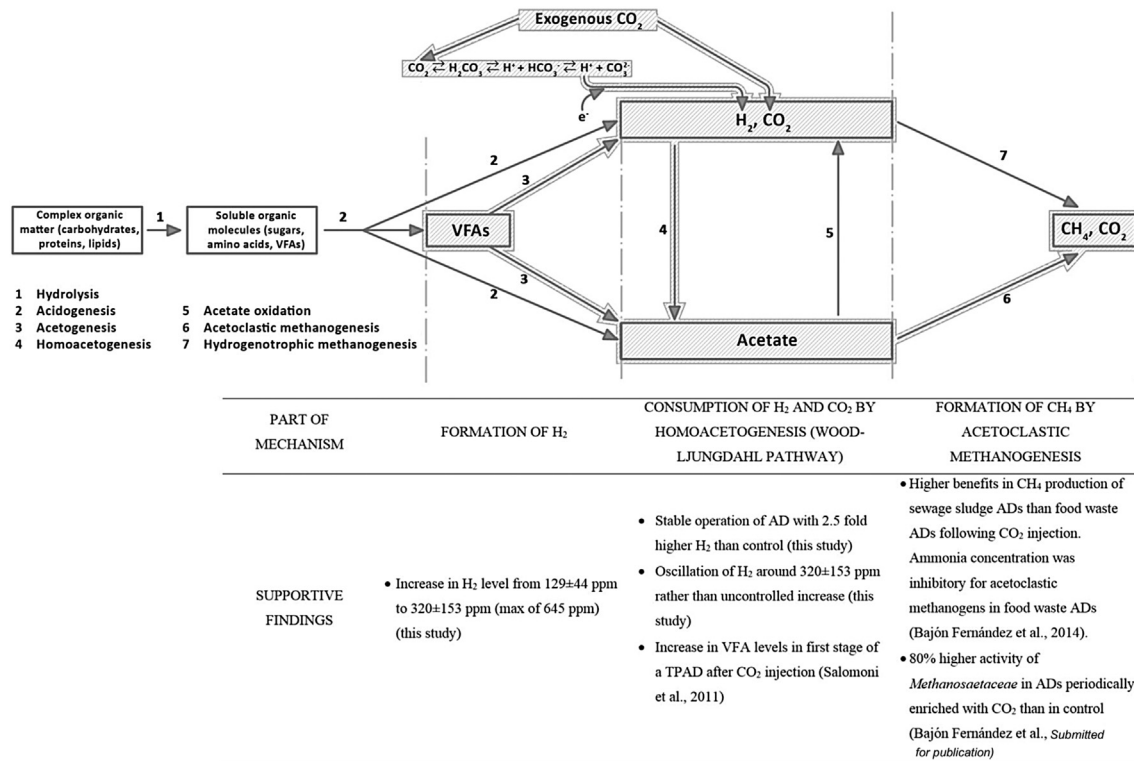 Exogenous CO₂
CO₂ ⇄ H₂CO₃ ⇄ H⁺ + HCO₃⁻ ⇄ H⁺ + CO₃²⁻
e⁻
H₂, CO₂
2
3
7
Complex organic
matter (carbohydrates,
proteins, lipids)
1
Soluble organic
molecules (sugars,
amino acids, VFAs)
2
VFAs
4
5
CH₄, CO₂
3
2
6
Acetate
1 Hydrolysis
2 Acidogenesis
3 Acetogenesis
4 Homoacetogenesis
5 Acetate oxidation
6 Acetoclastic methanogenesis
7 Hydrogenotrophic methanogenesis
PART OF
MECHANISM
FORMATION OF H₂
CONSUMPTION OF H₂ AND CO₂ BY
HOMOACETOGENESIS (WOOD-
LJUNGDAHL PATHWAY)
FORMATION OF CH₄ BY
ACETOCLASTIC
METHANOGENESIS
SUPPORTIVE
FINDINGS
• Increase in H₂ level from 129±44 ppm
to 320±153 ppm (max of 645 ppm)
(this study)
• Stable operation of AD with 2.5 fold
higher H₂ than control (this study)
• Oscillation of H₂ around 320±153 ppm
rather than uncontrolled increase (this
study)
• Increase in VFA levels in first stage of
a TPAD after CO₂ injection (Salomoni
et al., 2011)
• Higher benefits in CH₄ production of
sewage sludge ADs than food waste
ADs following CO₂ injection.
Ammonia concentration was
inhibitory for acetoclastic
methanogens in food waste ADs
(Bajón Fernández et al., 2014).
• 80% higher activity of
Methanosaetaceae in ADs periodically
enriched with CO₂ than in control
(Bajón Fernández et al., Submitted
for publication)